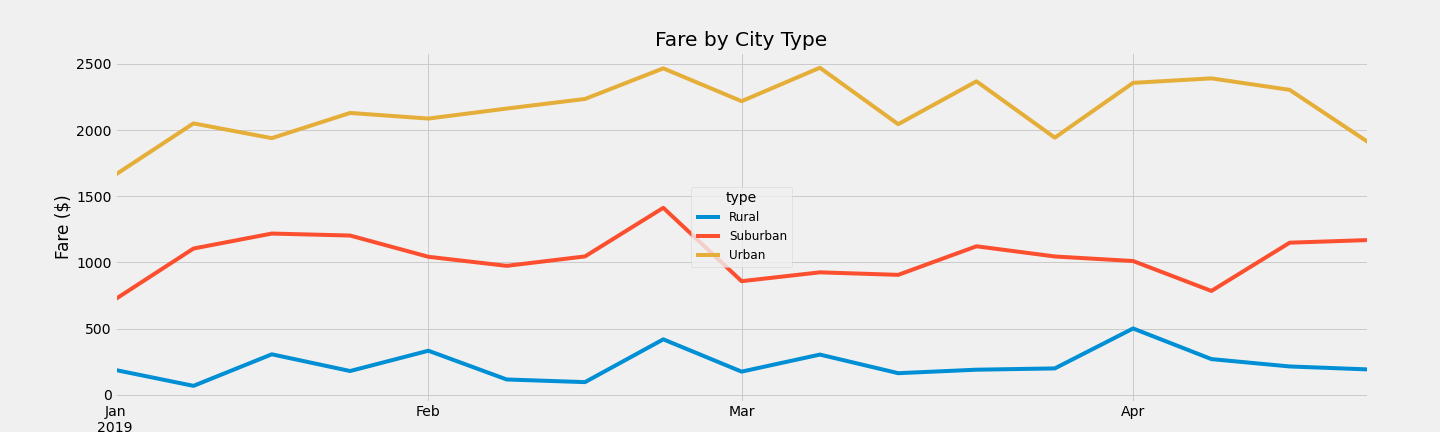 Fare by City Type
Fare ($)
2500
2000
1500
1000
500
0
type
Rural
Suburban
Urban
Jan
2019
Feb
Mar
Apr